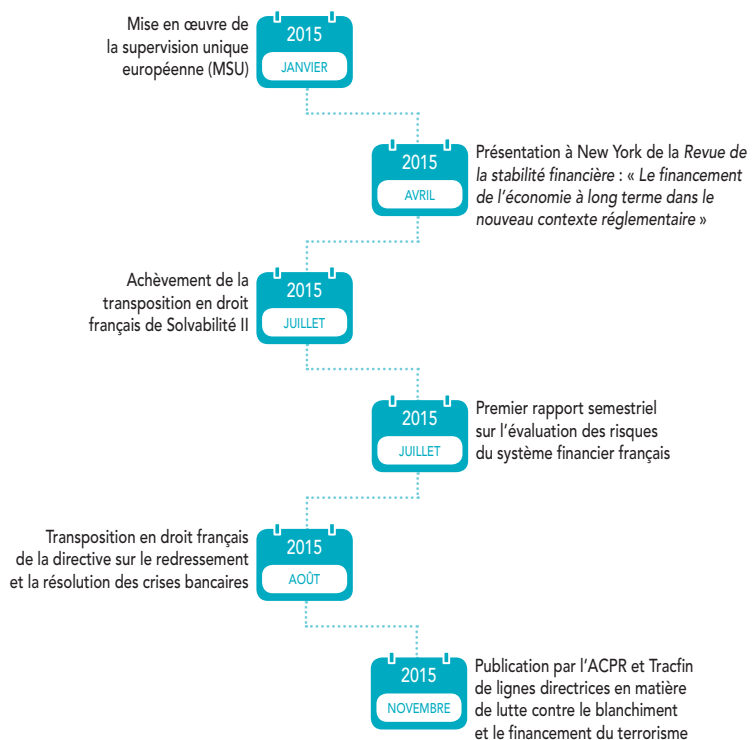 Mise en œuvre de
la supervision unique
européenne (MSU)
2015
JANVIER
2015
AVRIL
Présentation à New York de la Revue de
la stabilité financière : « Le financement
de l'économie à long terme dans le
nouveau contexte réglementaire »
Achèvement de la
transposition en droit
français de Solvabilité II
2015
JUILLET
2015
JUILLET
Premier rapport semestriel
sur l'évaluation des risques
du système financier français
Transposition en droit français
de la directive sur le redressement
et la résolution des crises bancaires
2015
AOÛT
2015
NOVEMBRE
Publication par l'ACPR et Tracfin
de lignes directrices en matière
de lutte contre le blanchiment
et le financement du terrorisme